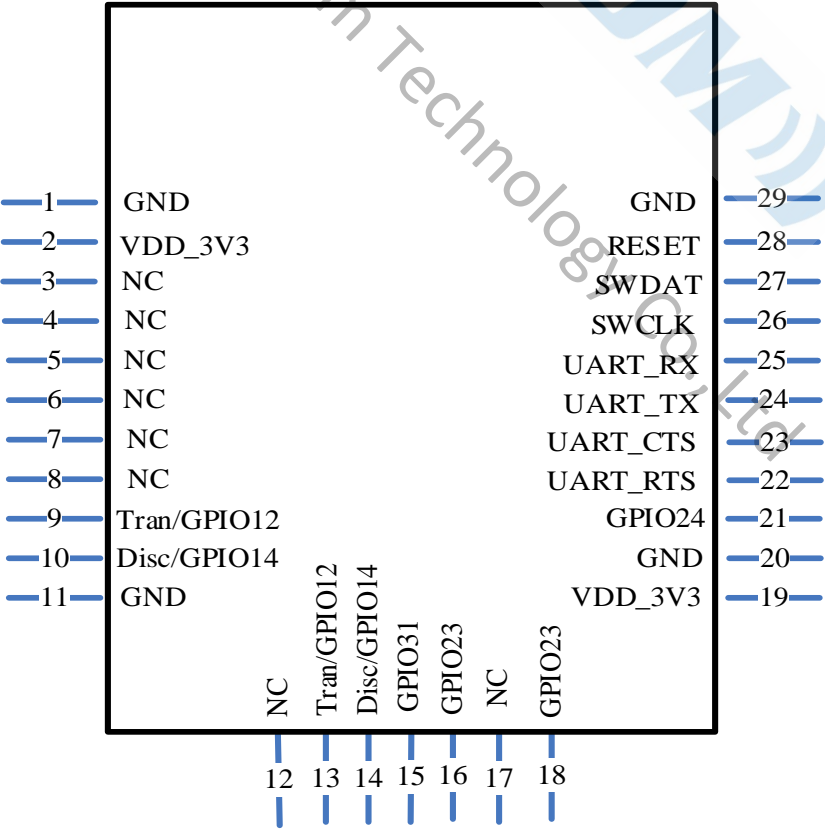 n Technology Co., Ltd
1 GND
2 VDD_3V3
3 NC
4 NC
5 NC
6 NC
7 NC
8 NC
9 Tran/GPIO12
10 Disc/GPIO14
11 GND
12 NC
13 Tran/GPIO12
14 Disc/GPIO14
15 GPIO31
16 GPIO23
17 NC
18 GPIO23
GND 29
RESET 28
SWDAT 27
SWCLK 26
UART_RX 25
UART_TX 24
UART_CTS 23
UART_RTS 22
GPIO24 21
GND 20
VDD_3V3 19